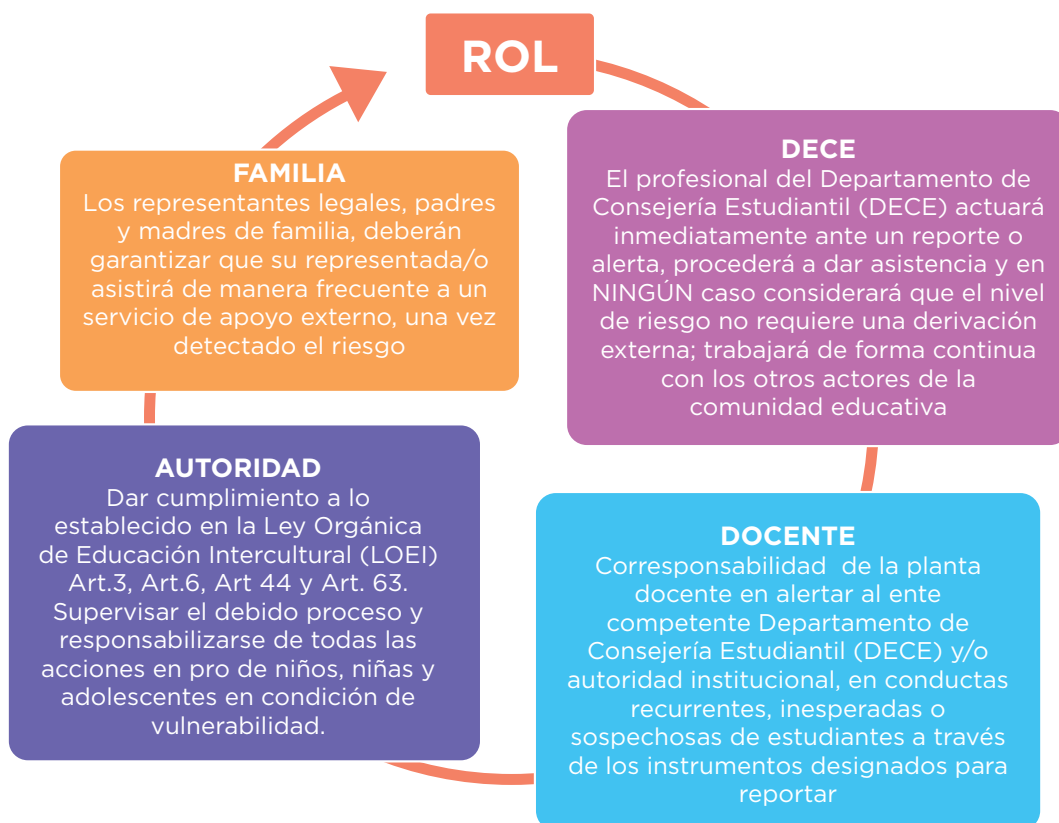 ROL
DECE
El profesional del Departamento de
Consejería Estudiantil (DECE) actuará
inmediatamente ante un reporte o
alerta, procederá a dar asistencia y en
NINGÚN caso considerará que el nivel
de riesgo no requiere una derivación
externa; trabajará de forma continua
con los otros actores de la
comunidad educativa
DOCENTE
Corresponsabilidad de la planta
docente en alertar al ente
competente Departamento de
Consejería Estudiantil (DECE) y/o
autoridad institucional, en conductas
recurrentes, inesperadas o
sospechosas de estudiantes a través
de los instrumentos designados para
reportar
AUTORIDAD
Dar cumplimiento a lo
establecido en la Ley Orgánica
de Educación Intercultural (LOEI)
Art.3, Art.6, Art 44 y Art. 63.
Supervisar el debido proceso y
responsabilizarse de todas las
acciones en pro de niños, niñas y
adolescentes en condición de
vulnerabilidad.
FAMILIA
Los representantes legales, padres
y madres de familia, deberán
garantizar que su representada/o
asistirá de manera frecuente a un
servicio de apoyo externo, una vez
detectado el riesgo